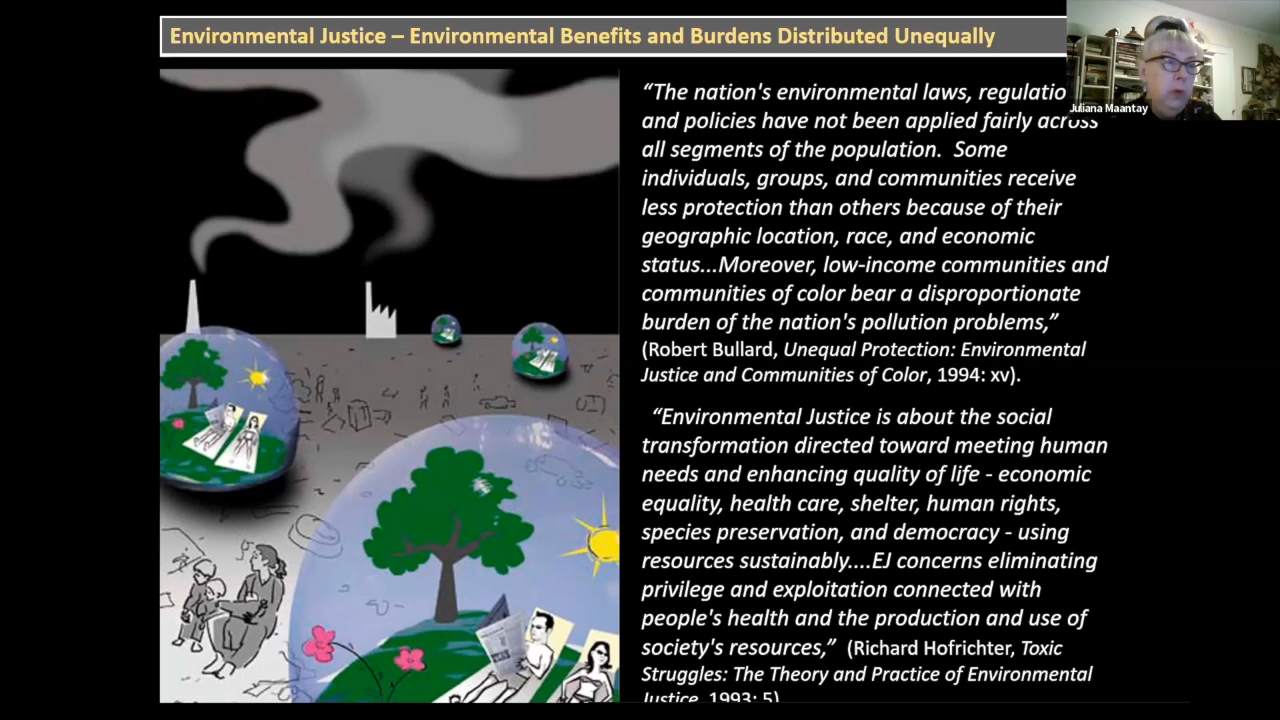 Environmental Justice – Environmental Benefits and Burdens Distributed Unequally
Juliana Maantay
“The nation's environmental laws, regulatio
and policies have not been applied fairly across
all segments of the population.  Some
individuals, groups, and communities receive
less protection than others because of their
geographic location, race, and economic
status...Moreover, low-income communities and
communities of color bear a disproportionate
burden of the nation's pollution problems,”
(Robert Bullard, Unequal Protection: Environmental
Justice and Communities of Color, 1994: xv).
“Environmental Justice is about the social
transformation directed toward meeting human
needs and enhancing quality of life - economic
equality, health care, shelter, human rights,
species preservation, and democracy - using
resources sustainably....EJ concerns eliminating
privilege and exploitation connected with
people's health and the production and use of
society's resources,”  (Richard Hofrichter, Toxic
Struggles: The Theory and Practice of Environmental
Justice, 1993: 5)